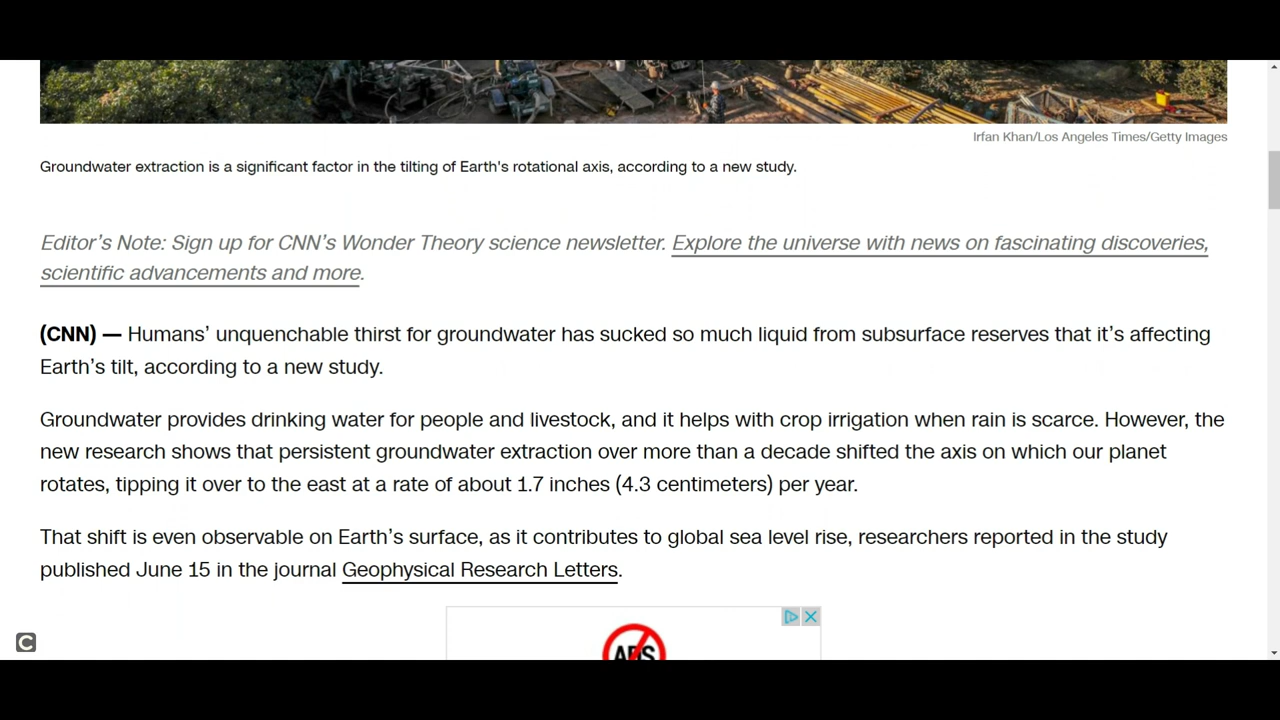 Irfan Khan/Los Angeles Times/Getty Images
Groundwater extraction is a significant factor in the tilting of Earth's rotational axis, according to a new study.
Editor’s Note: Sign up for CNN’s Wonder Theory science newsletter. Explore the universe with news on fascinating discoveries,
scientific advancements and more.
(CNN) — Humans’ unquenchable thirst for groundwater has sucked so much liquid from subsurface reserves that it’s affecting
Earth’s tilt, according to a new study.
Groundwater provides drinking water for people and livestock, and it helps with crop irrigation when rain is scarce. However, the
new research shows that persistent groundwater extraction over more than a decade shifted the axis on which our planet
rotates, tipping it over to the east at a rate of about 1.7 inches (4.3 centimeters) per year.
That shift is even observable on Earth’s surface, as it contributes to global sea level rise, researchers reported in the study
published June 15 in the journal Geophysical Research Letters.
C
ADS